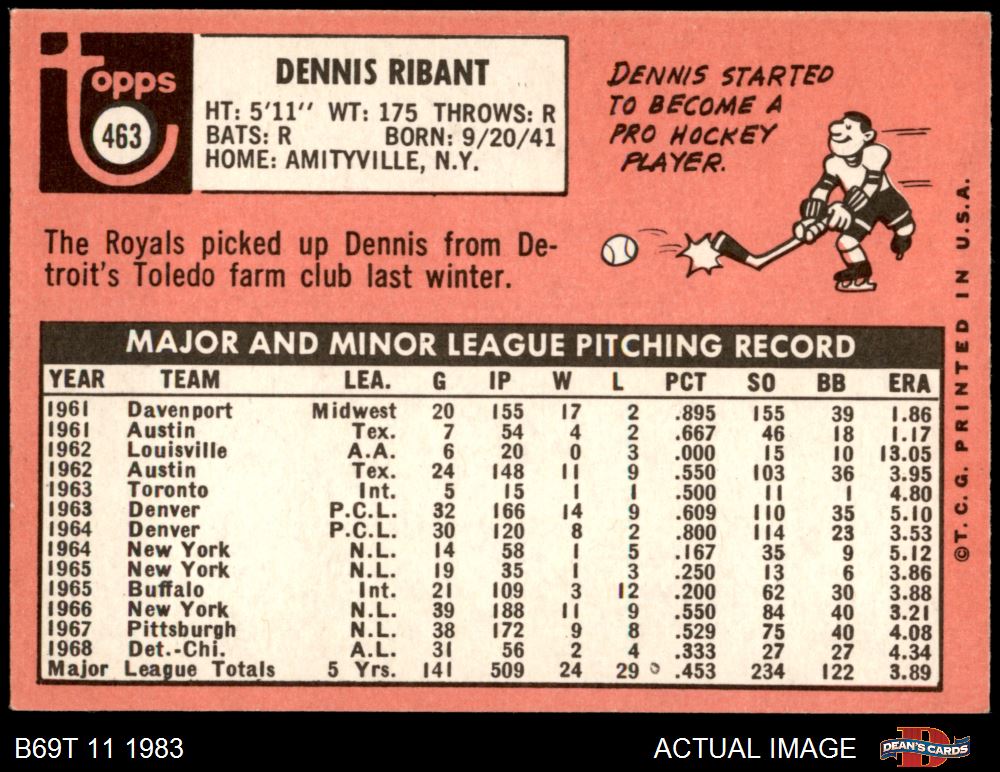 topps
463
DENNIS RIBANT
HT: 5'11'' WT: 175 THROWS: R
BATS: R BORN: 9/20/41
HOME: AMITYVILLE, N.Y.
DENNIS STARTED
TO BECOME A
PRO HOCKEY
PLAYER.
The Royals picked up Dennis from De-
troit's Toledo farm club last winter.
MAJOR AND MINOR LEAGUE PITCHING RECORD
YEAR TEAM LEA. G IP W L PCT SO BB ERA
1961 Davenport Midwest 20 155 17 2 .895 155 39 1.86
1961 Austin Tex. 7 54 4 2 .667 46 18 1.17
1962 Louisville A.A. 6 20 0 3 .000 15 10 13.05
1962 Austin Tex. 24 148 11 9 .550 103 36 3.95
1963 Toronto Int. 5 15 1 1 .500 11 1 4.80
1963 Denver P.C.L. 32 166 14 9 .609 110 35 5.10
1964 Denver P.C.L. 30 120 8 2 .800 114 23 3.53
1964 New York N.L. 14 58 1 5 .167 35 9 5.12
1965 New York N.L. 19 35 1 3 .250 13 6 3.86
1965 Buffalo Int. 21 109 3 12 .200 62 30 3.88
1966 New York N.L. 39 188 11 9 .550 84 40 3.21
1967 Pittsburgh N.L. 38 172 9 8 .529 75 40 4.08
1968 Det.-Chi. A.L. 31 56 2 4 .333 27 27 4.34
Major League Totals 5 Yrs. 141 509 24 29 .453 234 122 3.89
©T. C. G. PRINTED IN U.S.A.
B69T 11 1983
ACTUAL IMAGE
DEAN'S CARDS